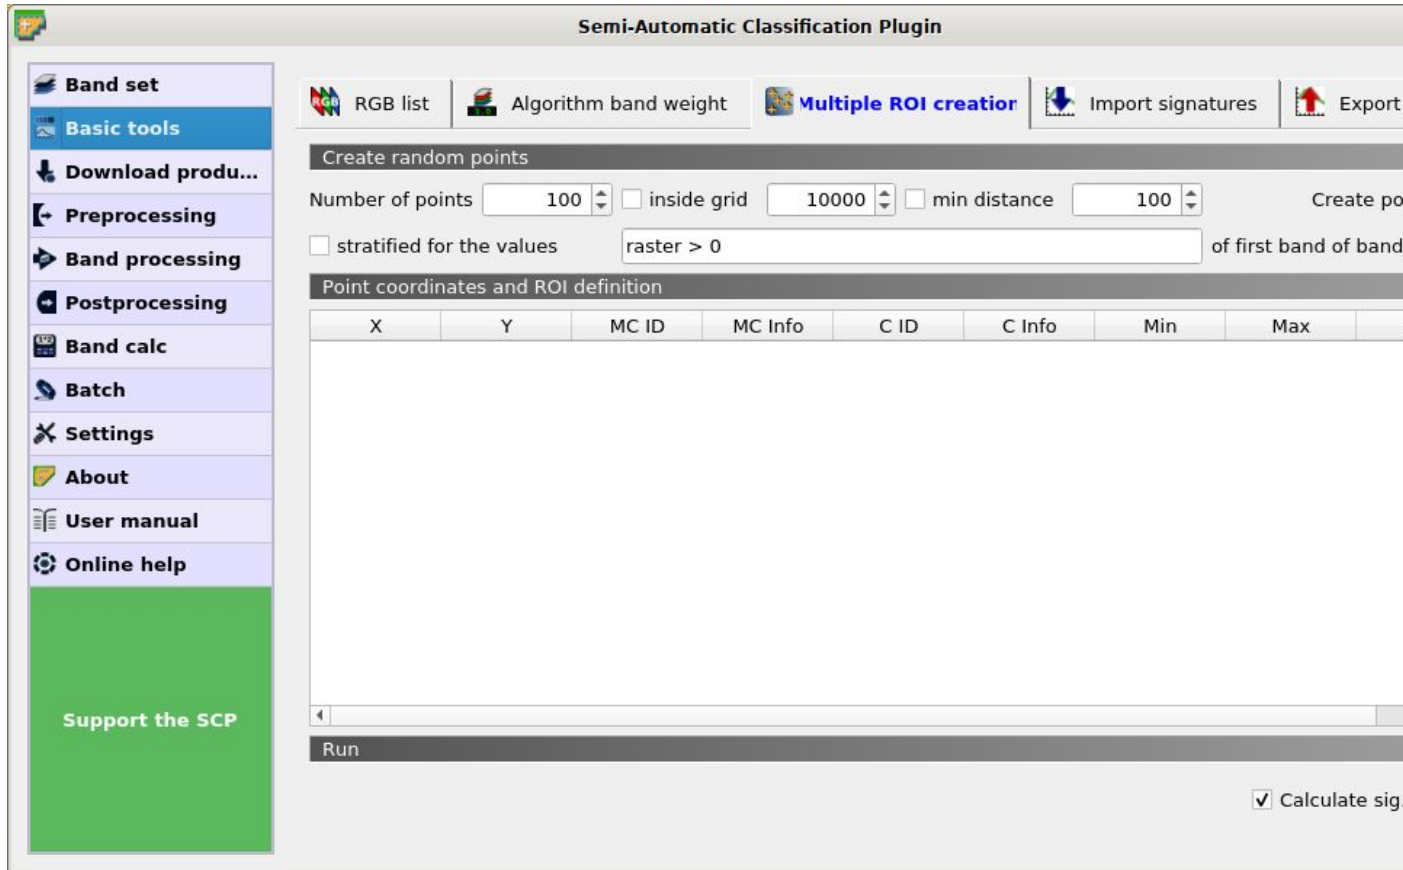 Semi-Automatic Classification Plugin
Band set
Basic tools
Download produ...
Preprocessing
Band processing
Postprocessing
Band calc
Batch
Settings
About
User manual
Online help
Support the SCP
RGB list Algorithm band weight Multiple ROI creation Import signatures Export
Create random points
Number of points 100 inside grid 10000 min distance 100 Create po
stratified for the values raster > 0 of first band of band
Point coordinates and ROI definition
X Y MC ID MC Info C ID C Info Min Max
Run
Calculate sig.